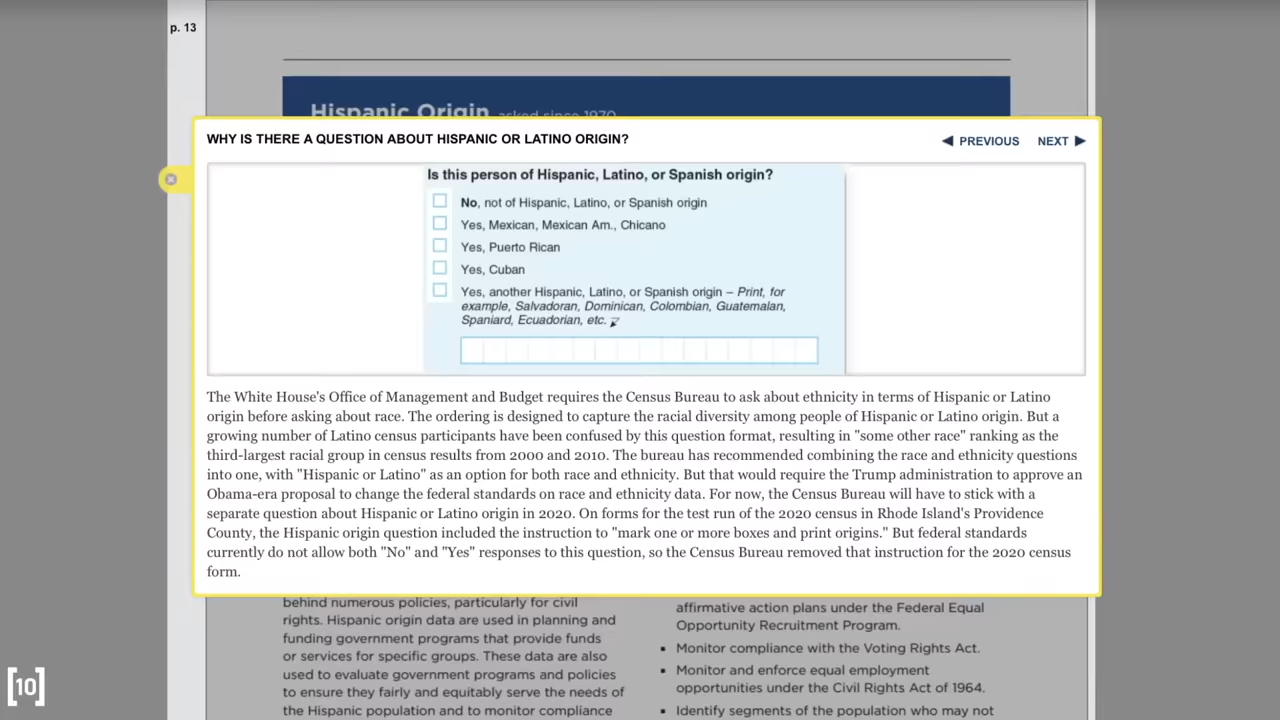 p. 13
Hispanic Origin asked since 1970
WHY IS THERE A QUESTION ABOUT HISPANIC OR LATINO ORIGIN?
◀ PREVIOUS NEXT ▶
Is this person of Hispanic, Latino, or Spanish origin?
No, not of Hispanic, Latino, or Spanish origin
Yes, Mexican, Mexican Am., Chicano
Yes, Puerto Rican
Yes, Cuban
Yes, another Hispanic, Latino, or Spanish origin – Print, for
example, Salvadoran, Dominican, Colombian, Guatemalan,
Spaniard, Ecuadorian, etc.
The White House's Office of Management and Budget requires the Census Bureau to ask about ethnicity in terms of Hispanic or Latino
origin before asking about race. The ordering is designed to capture the racial diversity among people of Hispanic or Latino origin. But a
growing number of Latino census participants have been confused by this question format, resulting in "some other race" ranking as the
third-largest racial group in census results from 2000 and 2010. The bureau has recommended combining the race and ethnicity questions
into one, with "Hispanic or Latino" as an option for both race and ethnicity. But that would require the Trump administration to approve an
Obama-era proposal to change the federal standards on race and ethnicity data. For now, the Census Bureau will have to stick with a
separate question about Hispanic or Latino origin in 2020. On forms for the test run of the 2020 census in Rhode Island's Providence
County, the Hispanic origin question included the instruction to "mark one or more boxes and print origins." But federal standards
currently do not allow both "No" and "Yes" responses to this question, so the Census Bureau removed that instruction for the 2020 census
form.
behind numerous policies, particularly for civil
rights. Hispanic origin data are used in planning and
funding government programs that provide funds
or services for specific groups. These data are also
used to evaluate government programs and policies
to ensure they fairly and equitably serve the needs of
the Hispanic population and to monitor compliance
affirmative action plans under the Federal Equal
Opportunity Recruitment Program.
▪ Monitor compliance with the Voting Rights Act.
▪ Monitor and enforce equal employment
opportunities under the Civil Rights Act of 1964.
▪ Identify segments of the population who may not
[10]